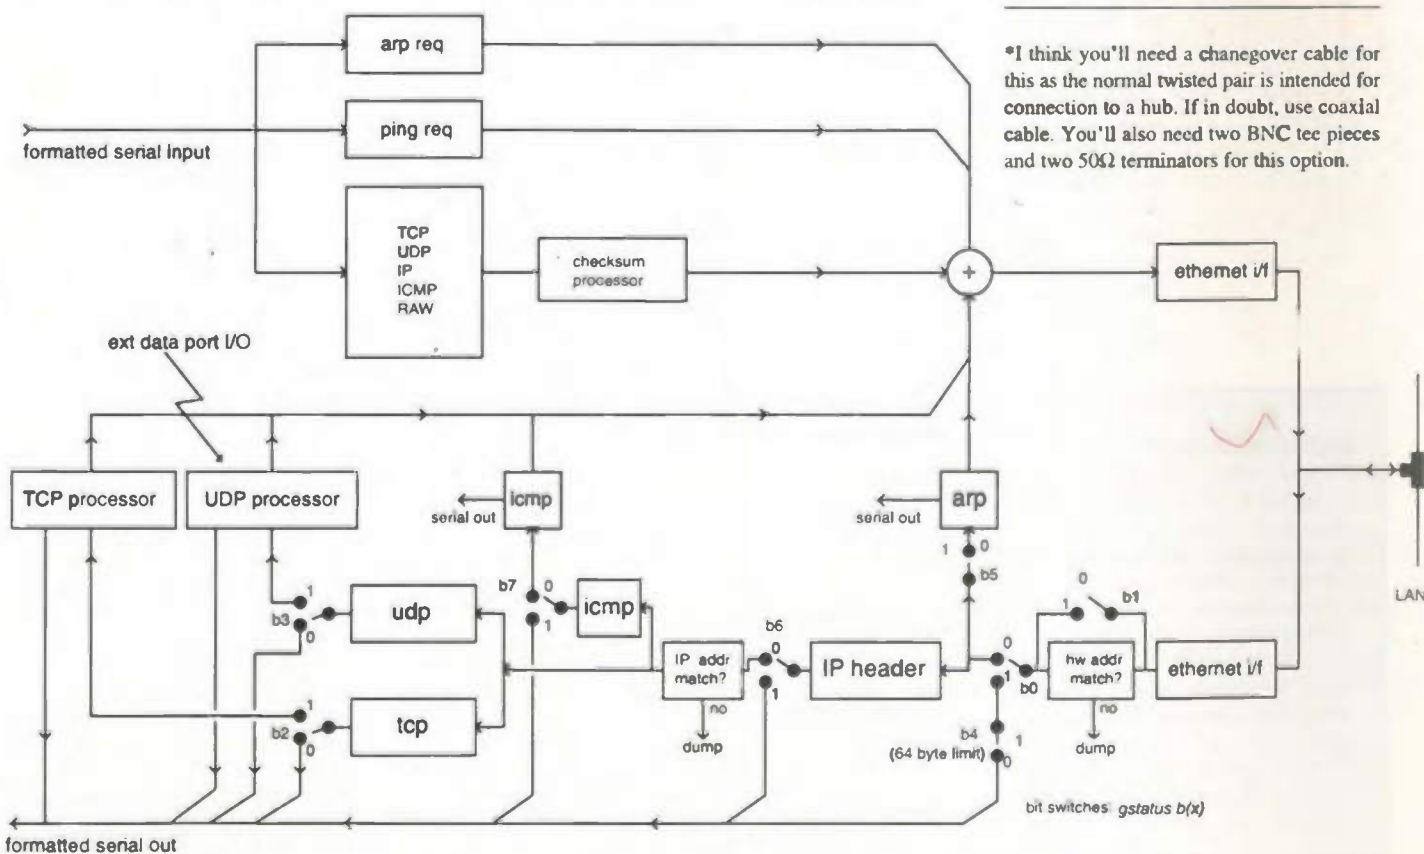 arp req
*I think you'll need a chanegover cable for
this as the normal twisted pair is intended for
connection to a hub. If in doubt, use coaxial
cable. You'll also need two BNC tee pieces
and two 50Ω terminators for this option.
ping req
formatted serial Input
TCP
UDP
IP
ICMP
RAW
checksum
processor
+
ethernet i/f
ext data port I/O
TCP processor
UDP processor
icmp
serial out
arp
serial out
1
0
b5
LAN
b7
0
1
icmp
0
1
b1
1
b3
0
udp
b6
0
1
IP addr
match?
no
dump
IP header
0
1
b0
hw addr
match?
no
dump
ethernet i/f
1
b2
0
tcp
b4
(64 byte limit)
1
0
bit switches gstatus b(x)
formatted serial out